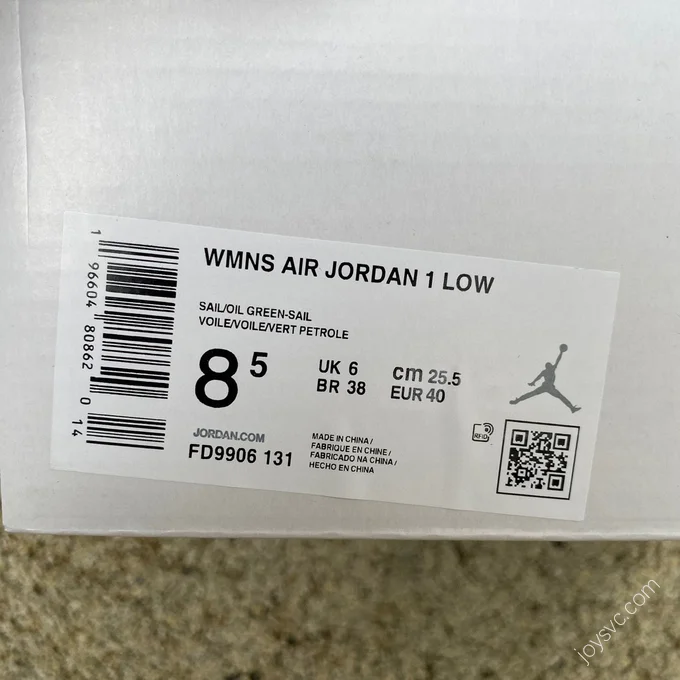 WMNS AIR JORDAN 1 LOW
SAIL/OIL GREEN-SAIL
VOILE/VOILE/VERT PETROLE
8 5
UK 6
BR 38
cm 25.5
EUR 40
JORDAN.COM
FD9906 131
MADE IN CHINA /
FABRIQUE EN CHINE /
FABRICADO NA CHINA /
HECHO EN CHINA
RFID
1 96604 80862 0 14
joysvc.com